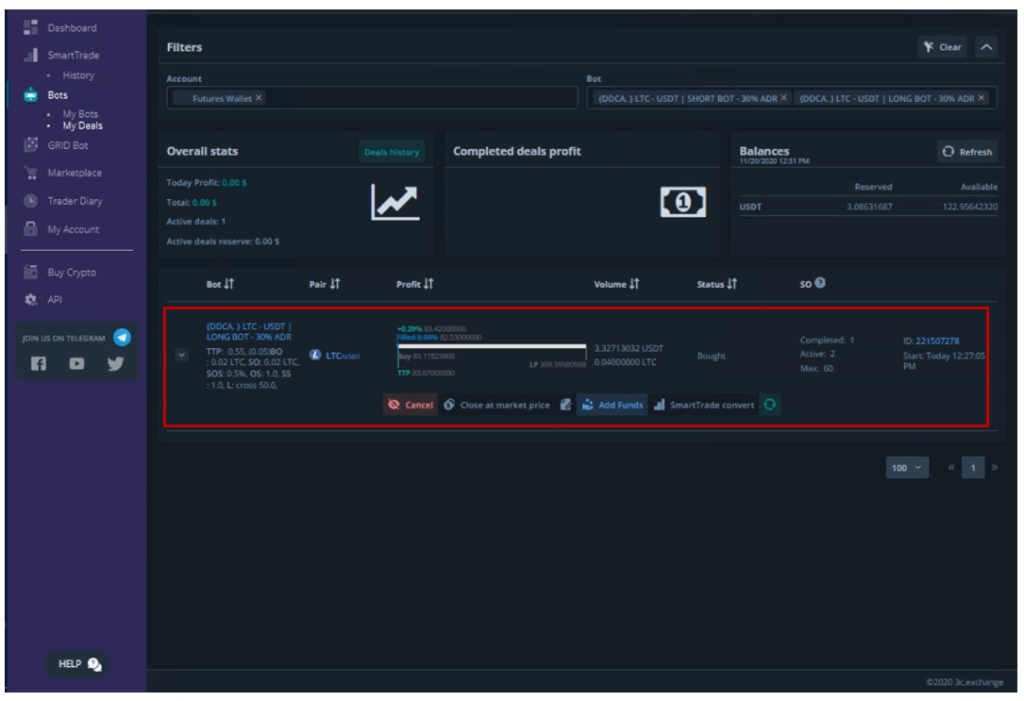 Dashboard
SmartTrade
History
Bots
My Bots
My Deals
GRID Bot
Marketplace
Trader Diary
My Account
Buy Crypto
API
JOIN US ON TELEGRAM
HELP
Filters
Clear
Account
Bot
Futures Wallet ×
(DDCA. ) LTC - USDT | SHORT BOT - 30% ADR × (DDCA. ) LTC - USDT | LONG BOT - 30% ADR ×
Overall stats
Deals history
Today Profit: 0.00 $
Total: 0.00 $
Active deals: 1
Active deals reserve: 0.00 $
Completed deals profit
Balances
11/20/2020 12:31 PM
Refresh
Reserved Available
USDT 3.08631687 122.95642320
Bot Pair Profit Volume Status SO
(DDCA. ) LTC - USDT |
LONG BOT - 30% ADR
TTP: 0.55, (0.05)BO
: 0.02 LTC, SO: 0.02 LTC,
SOS: 0.5%, OS: 1.0, SS
: 1.0, L: cross 50.0,
LTC/USDT
+0.29% 83.42000000
Filled 0.00% 82.53000000
Buy 83.17825800
LP 309.59980938
TTP 83.67000000
3.32713032 USDT
0.04000000 LTC
Bought
Completed: 1
Active: 2
Max: 60
ID: 221507278
Start: Today 12:27:05
PM
Cancel Close at market price Add Funds SmartTrade convert
100 « 1 »
©2020 3c.exchange